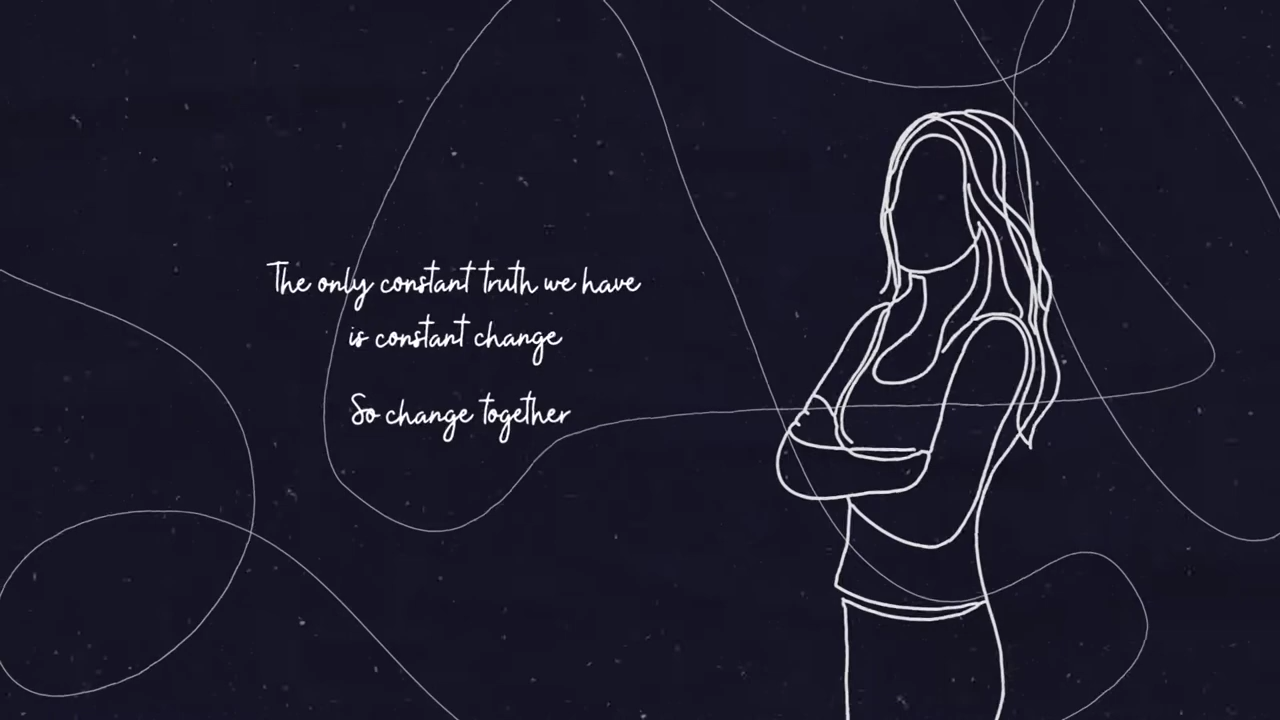 The only constant truth we have
is constant change
So change together